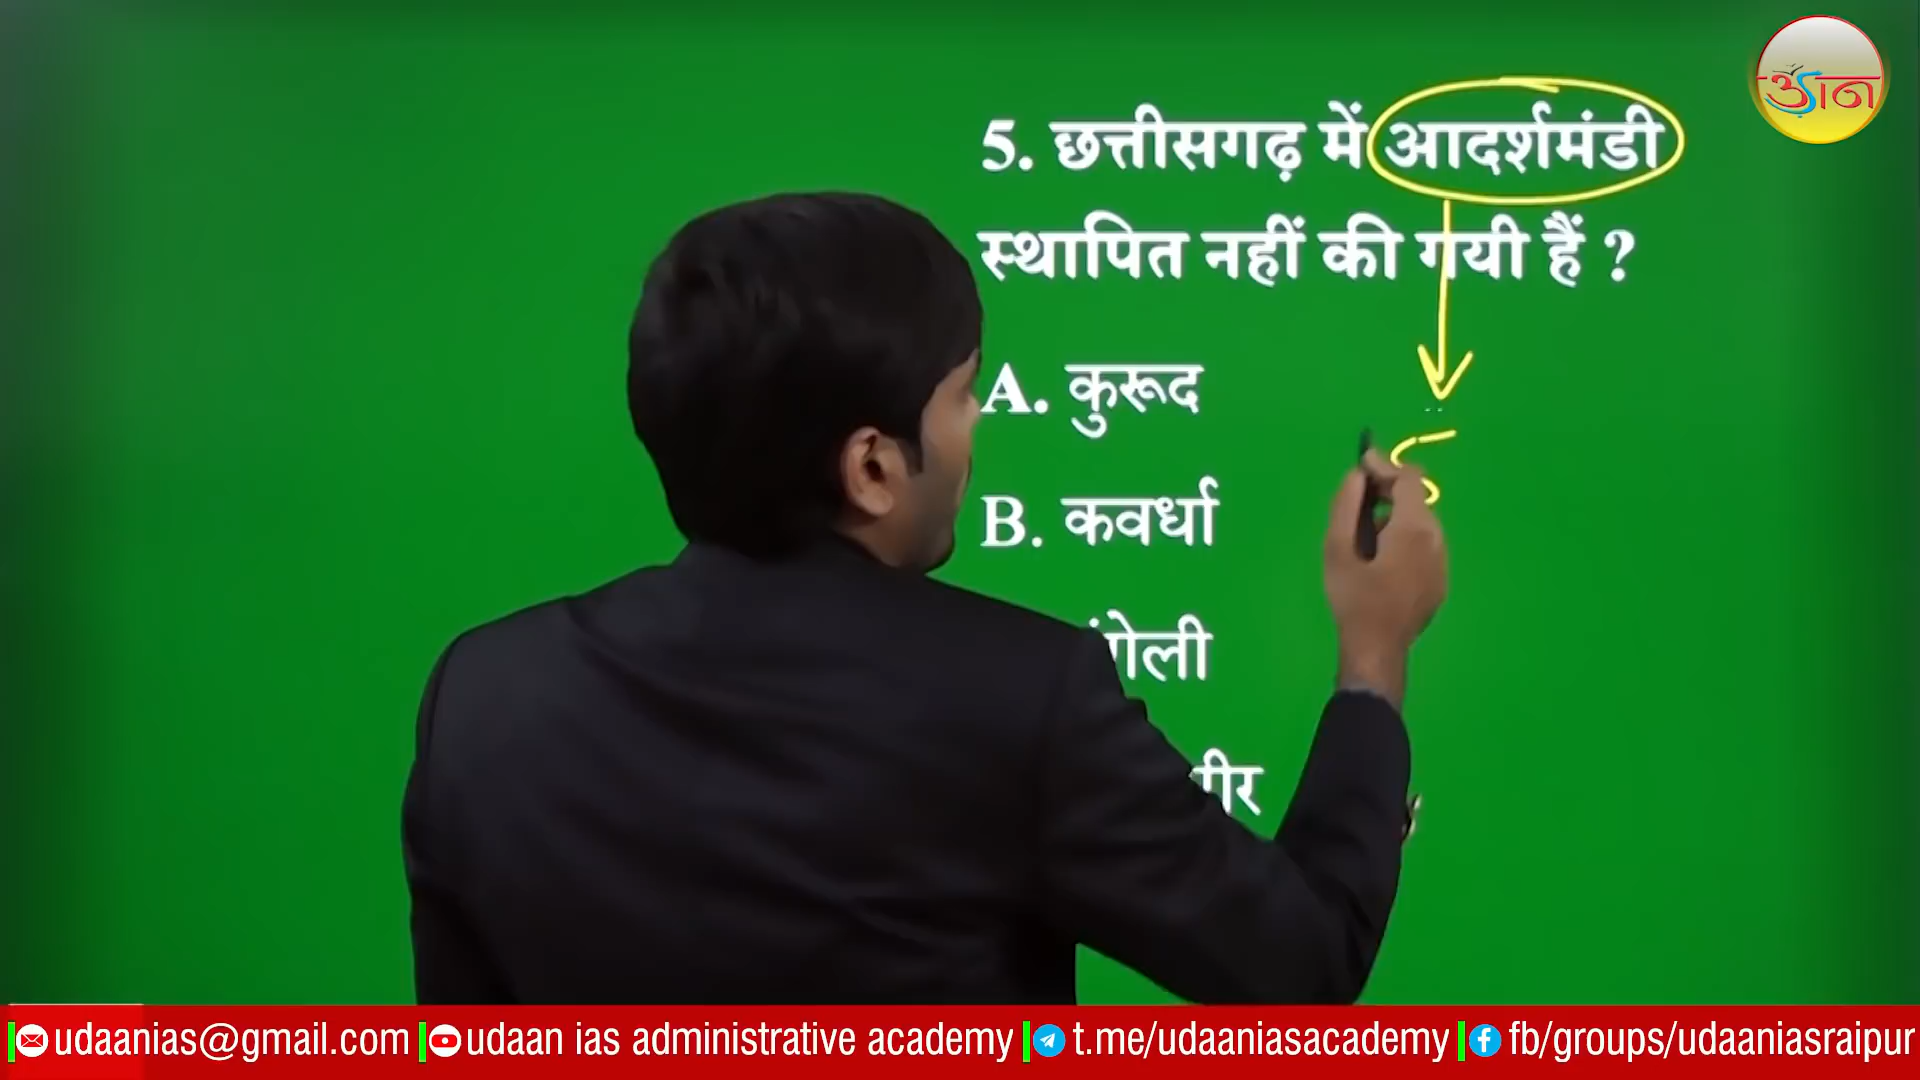 उड़ान
5. छत्तीसगढ़ में आदर्शमंडी
स्थापित नहीं की गयी हैं ?
A. कुरूद
B. कवर्धा
udaanias@gmail.com
udaan ias administrative academy
t.me/udaaniasacademy
fb/groups/udaaniasraipur